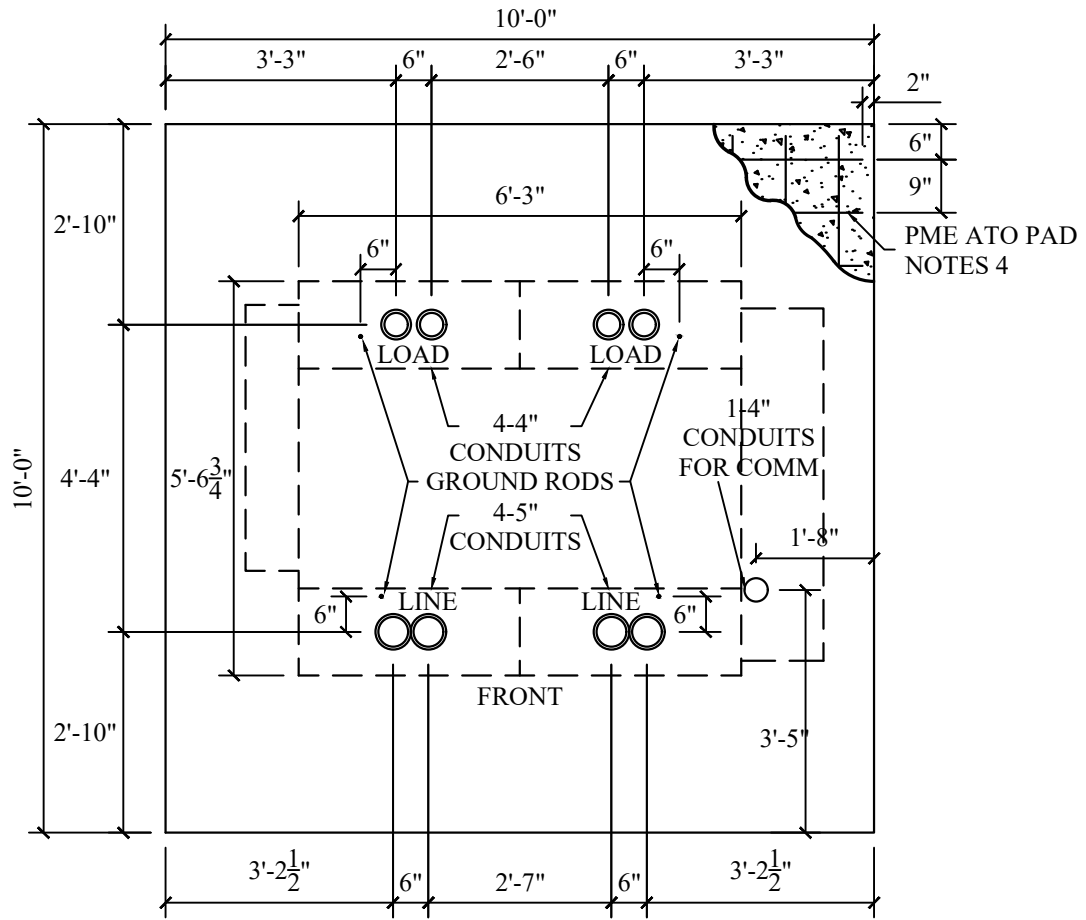 10'-0"
3'-3" 6" 2'-6" 6" 3'-3"
2"
6"
9"
2'-10"
6'-3"
6" 6"
PME ATO PAD
NOTES 4
LOAD LOAD
4-4"
CONDUITS
GROUND RODS
4-5"
CONDUITS
1-4"
CONDUITS
FOR COMM
10'-0"
4'-4"
5'-6 3/4"
1'-8"
LINE LINE
6" 6"
FRONT
2'-10"
3'-5"
3'-2 1/2" 6" 2'-7" 6" 3'-2 1/2"